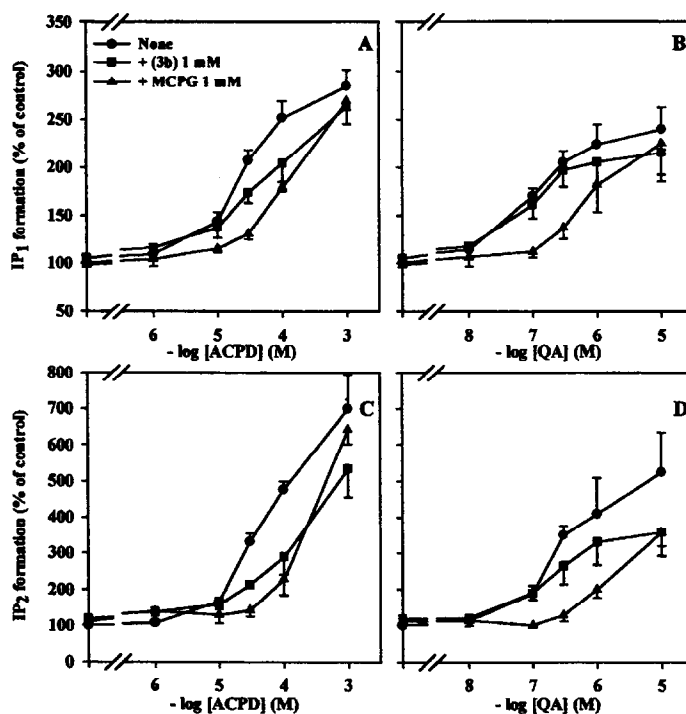 None
+ (3b) 1 mM
+ MCPG 1 mM
A
B
IP1 formation (% of control)
300
250
200
150
100
50
6 5 4 3
- log [ACPD] (M)
8 7 6 5
- log [QA] (M)
C
D
IP2 formation (% of control)
800
700
600
500
400
300
200
100
0
6 5 4 3
- log [ACPD] (M)
8 7 6 5
- log [QA] (M)